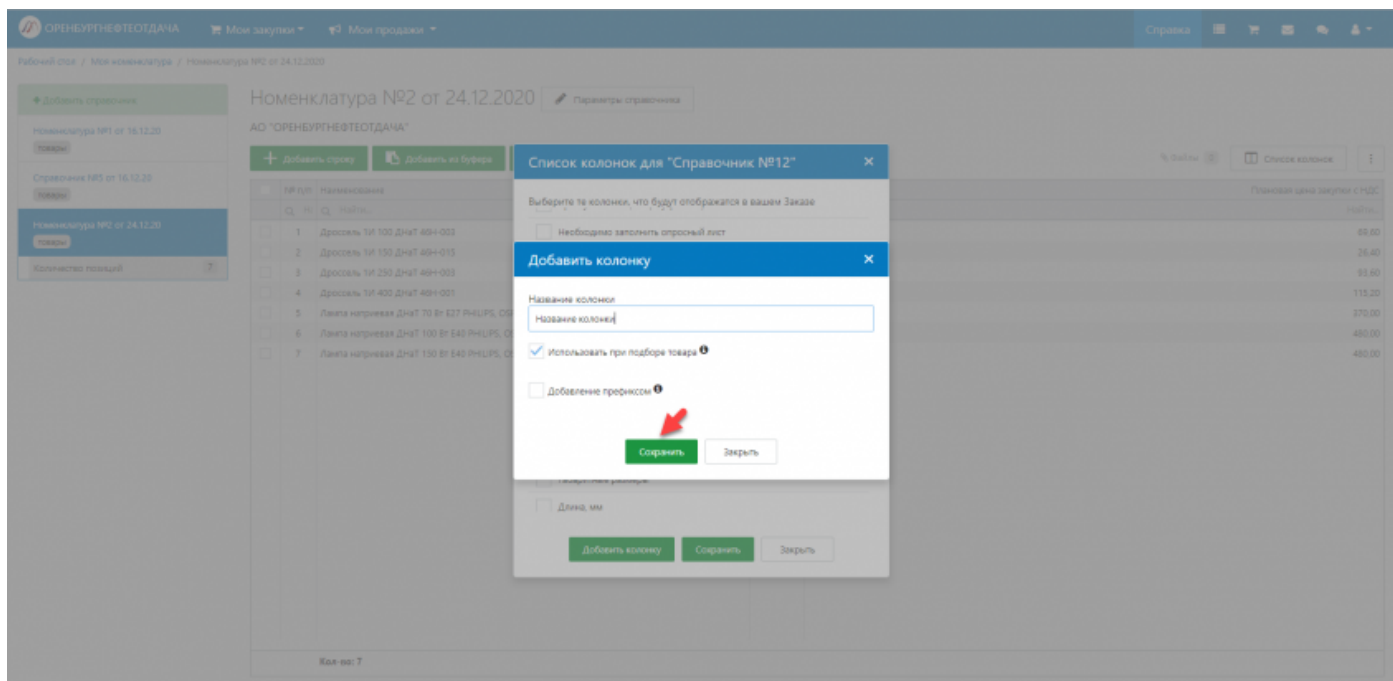 ОРЕНБУРГНЕФТЕОТДАЧА Мои закупки Мои продажи Справка
Рабочий стол / Моя номенклатура / Номенклатура №2 от 24.12.2020
Добавить справочник
Номенклатура №1 от 16.12.20
товары
Справочник №5 от 16.12.20
товары
Номенклатура №2 от 24.12.20
товары
Количество позиций 7
Номенклатура №2 от 24.12.2020 Параметры справочника
АО "ОРЕНБУРГНЕФТЕОТДАЧА"
Добавить строку Добавить из буфера Файлы 0 Список колонок
№ п/п Наименование Плановая цена закупки с НДС
Найти... Найти...
1 Дроссель 1И 100 ДНаТ 46Н-002 69,60
2 Дроссель 1И 150 ДНаТ 46Н-015 26,40
3 Дроссель 1И 250 ДНаТ 46Н-003 93,60
4 Дроссель 1И 400 ДНаТ 46Н-001 115,20
5 Лампа натриевая ДНаТ 70 Вт E27 PHILIPS, 370,00
6 Лампа натриевая ДНаТ 100 Вт E40 PHILIPS, 480,00
7 Лампа натриевая ДНаТ 150 Вт E40 PHILIPS, 480,00
Кол-во: 7
Список колонок для "Справочник №12" ×
Выберите те колонки, что будут отображатся в вашем Заказе
Необходимо заполнить опросный лист
Добавить колонку ×
Название колонки
Название колонки
Использовать при подборе товара
Добавление префиксом
Сохранить Закрыть
Габаритные размеры
Длина, мм
Добавить колонку Сохранить Закрыть